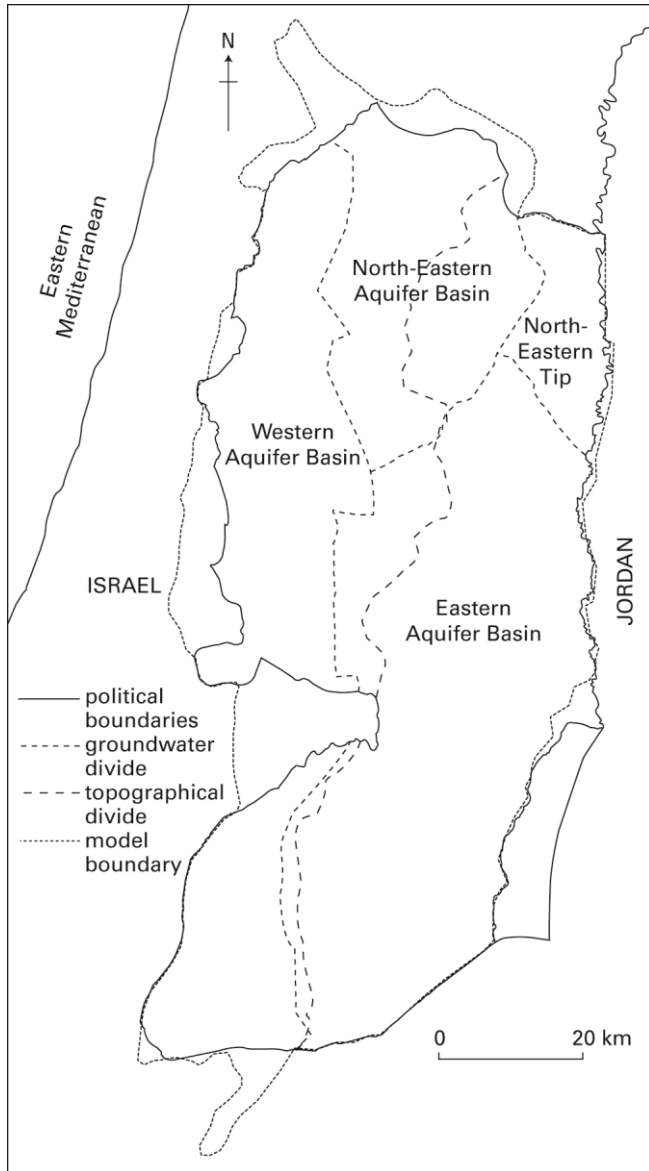 N
Eastern
Mediterranean
North-Eastern
Aquifer Basin
North-
Eastern
Tip
Western
Aquifer Basin
ISRAEL
JORDAN
Eastern
Aquifer Basin
political
boundaries
groundwater
divide
topographical
divide
model
boundary
0 20 km